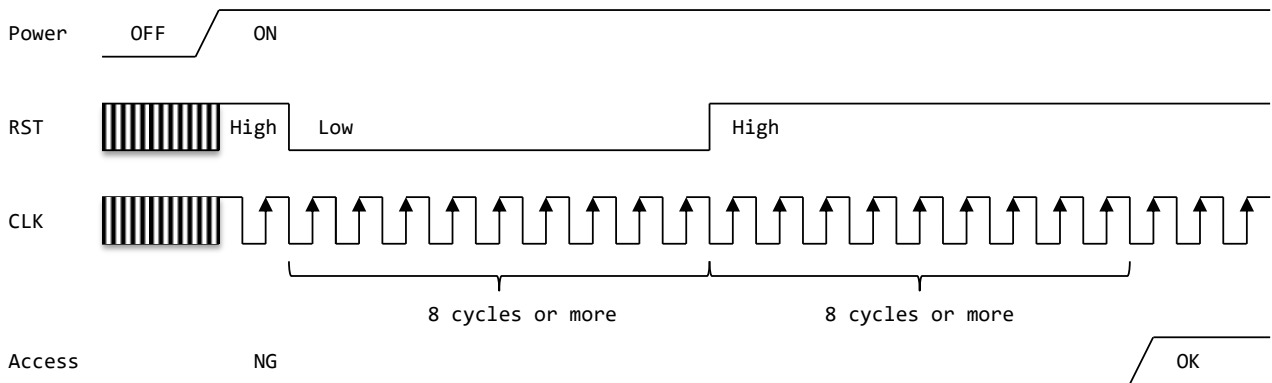 Power OFF ON
RST High Low High
CLK
8 cycles or more 8 cycles or more
Access NG OK